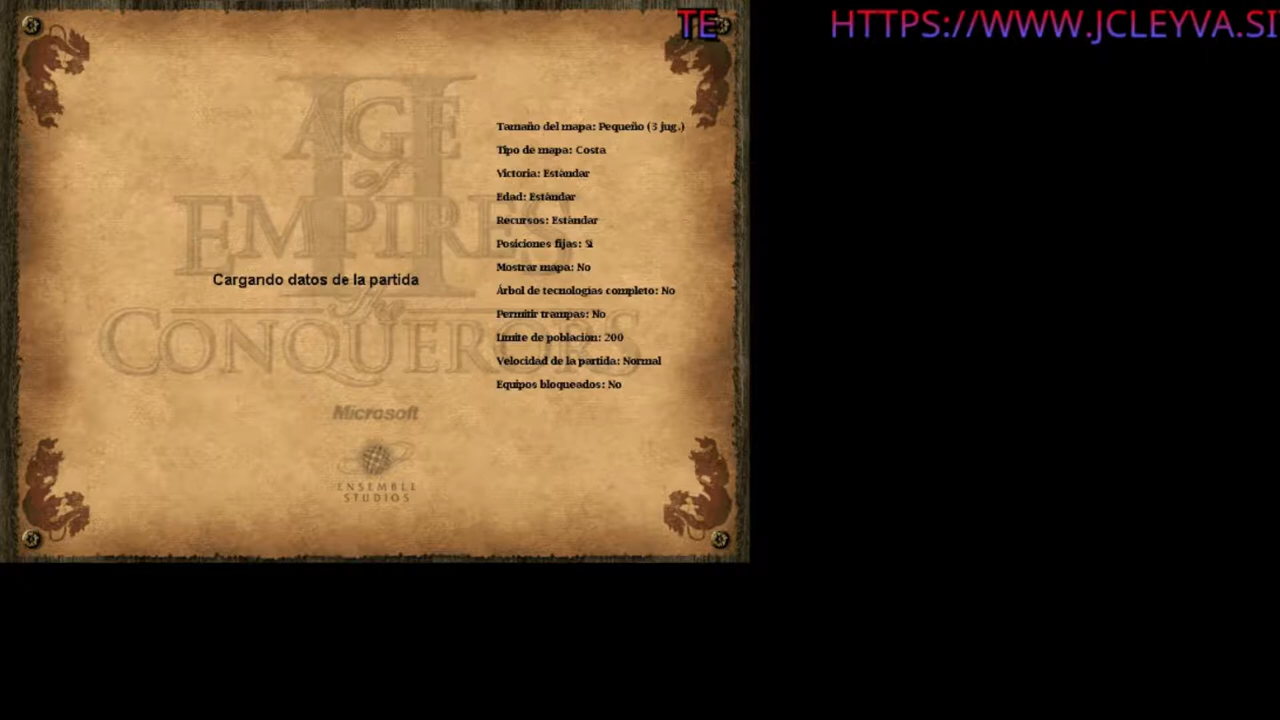 TE HTTPS://WWW.JCLEYVA.SI
AGE
of
EMPIRES
II
The
CONQUERORS
Tamaño del mapa: Pequeño (3 jug.)
Tipo de mapa: Costa
Victoria: Estándar
Edad: Estándar
Recursos: Estándar
Posiciones fijas: Sí
Mostrar mapa: No
Cargando datos de la partida
Árbol de tecnologías completo: No
Permitir trampas: No
Límite de población: 200
Velocidad de la partida: Normal
Equipos bloqueados: No
Microsoft
ENSEMBLE
STUDIOS